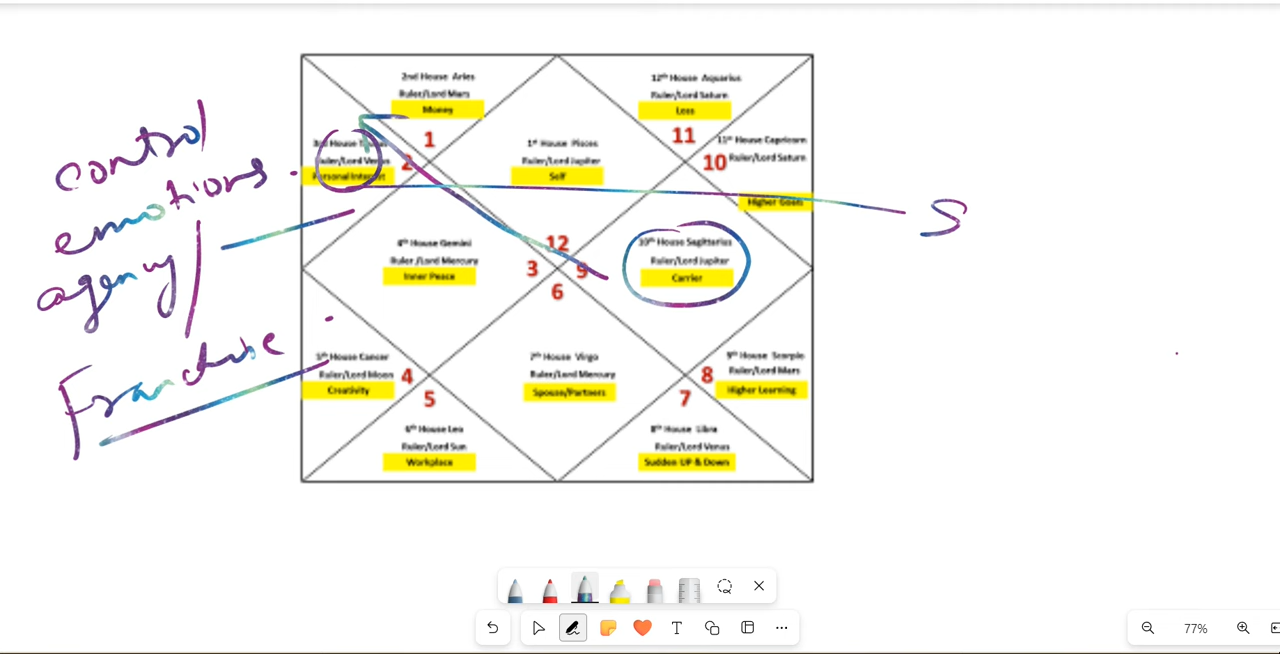 2nd House Aries
Ruler/Lord Mars
Money
1
12th House Aquarius
Ruler/Lord Saturn
Loss
11
3rd House
Ruler/Lord Venus
Personal Interest
2
1st House Pisces
Ruler/Lord Jupiter
Self
11th House Capricorn
Ruler/Lord Saturn
10
Higher Goals
control
emotions
agency/
Franchise
S
4th House Gemini
Ruler/Lord Mercury
Inner Peace
12
3
9
6
10th House Sagittarius
Ruler/Lord Jupiter
Carrier
5th House Cancer
Ruler/Lord Moon
Creativity
4
5
7th House Virgo
Ruler/Lord Mercury
Spouse/Partners
9th House Scorpio
Ruler/Lord Mars
Higher Learning
8
7
6th House Leo
Ruler/Lord Sun
Workplace
8th House Libra
Ruler/Lord Venus
Sudden UP & Down
T
77%